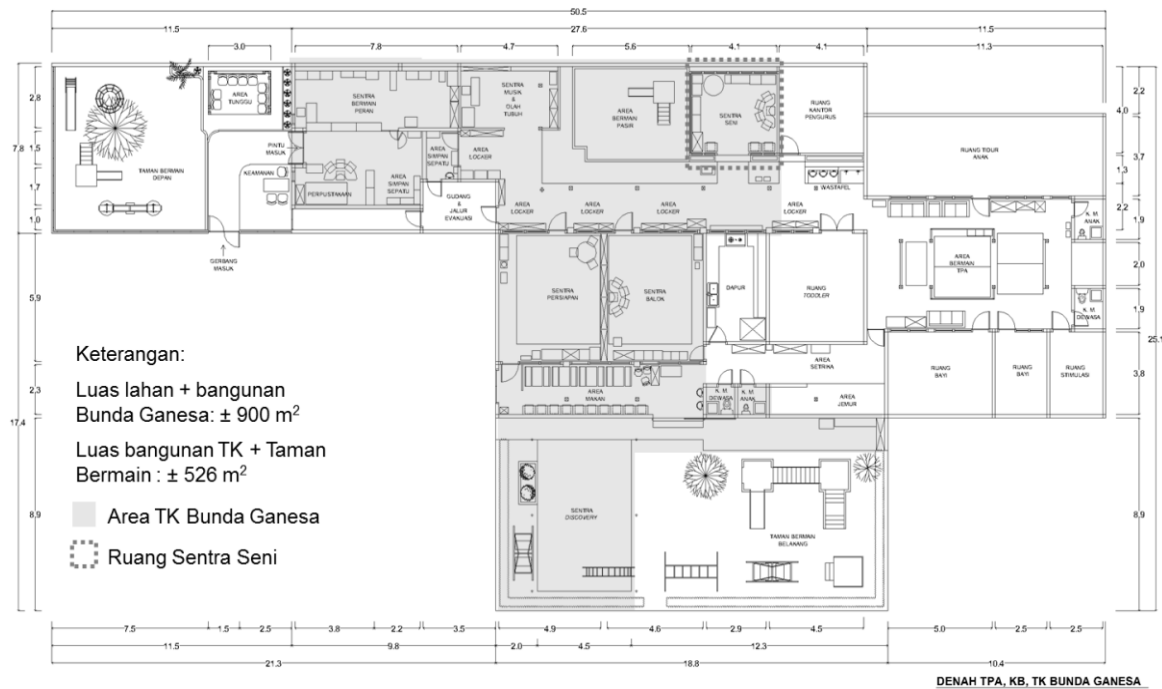 50.5
11.5
27.6
11.5
3.0
7.8
4.7
5.6
4.1
4.1
11.3
7.8
2,8
1,5
1,7
1,0
5,9
2,3
17,4
8,9
4,0
2,2
3,7
1,3
2,2
1,9
2,0
1,9
3,8
8,9
AREA
TUNGGU
TAMAN BERMAIN
DEPAN
PINTU
MASUK
KEAMANAN
GERBANG
MASUK
SENTRA
BERMAIN
PERAN
PERPUSTAKAAN
AREA
SIMPAN
SEPATU
AREA
SIMPAN
SEPATU
SENTRA
MUSIK
&
OLAH
TUBUH
AREA
LOCKER
GUDANG
&
JALUR
EVAKUASI
AREA
BERMAIN
PASIR
SENTRA
SENI
RUANG
KANTOR
PENGURUS
WASTAFEL
AREA
LOCKER
AREA
LOCKER
AREA
LOCKER
AREA
LOCKER
RUANG TIDUR
ANAK
K. M.
ANAK
AREA
BERMAIN
TPA
K. M.
DEWASA
SENTRA
PERSIAPAN
SENTRA
BALOK
DAPUR
RUANG
TODDLER
AREA
SETRIKA
RUANG
BAYI
RUANG
BAYI
RUANG
STIMULASI
AREA
MAKAN
K. M.
DEWASA
K. M.
ANAK
AREA
JEMUR
SENTRA
DISCOVERY
TAMAN BERMAIN
BELAKANG
Keterangan:
Luas lahan + bangunan
Bunda Ganesa: ± 900 m²
Luas bangunan TK + Taman
Bermain : ± 526 m²
Area TK Bunda Ganesa
Ruang Sentra Seni
7.5
1.5
2.5
3.8
2.2
3.5
4.9
4.6
2.9
4.5
5.0
2.5
2.5
11.5
9.8
2.0
4.5
12.3
21.3
18.8
10.4
DENAH TPA, KB, TK BUNDA GANESA